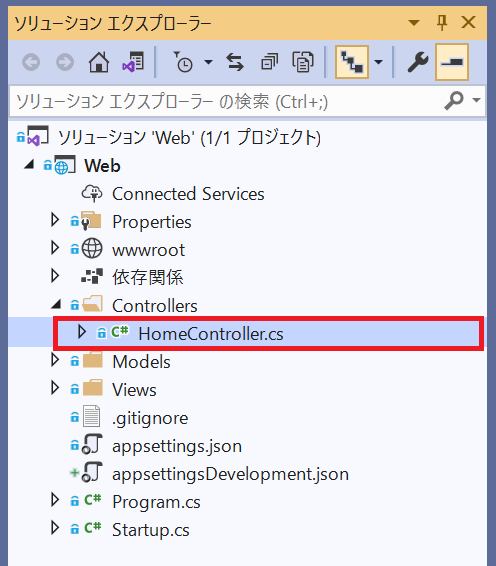 ソリューション エクスプローラー
ソリューション エクスプローラー の検索 (Ctrl+;)
ソリューション 'Web' (1/1 プロジェクト)
Web
Connected Services
Properties
wwwroot
依存関係
Controllers
C# HomeController.cs
Models
Views
.gitignore
appsettings.json
appsettingsDevelopment.json
C# Program.cs
C# Startup.cs